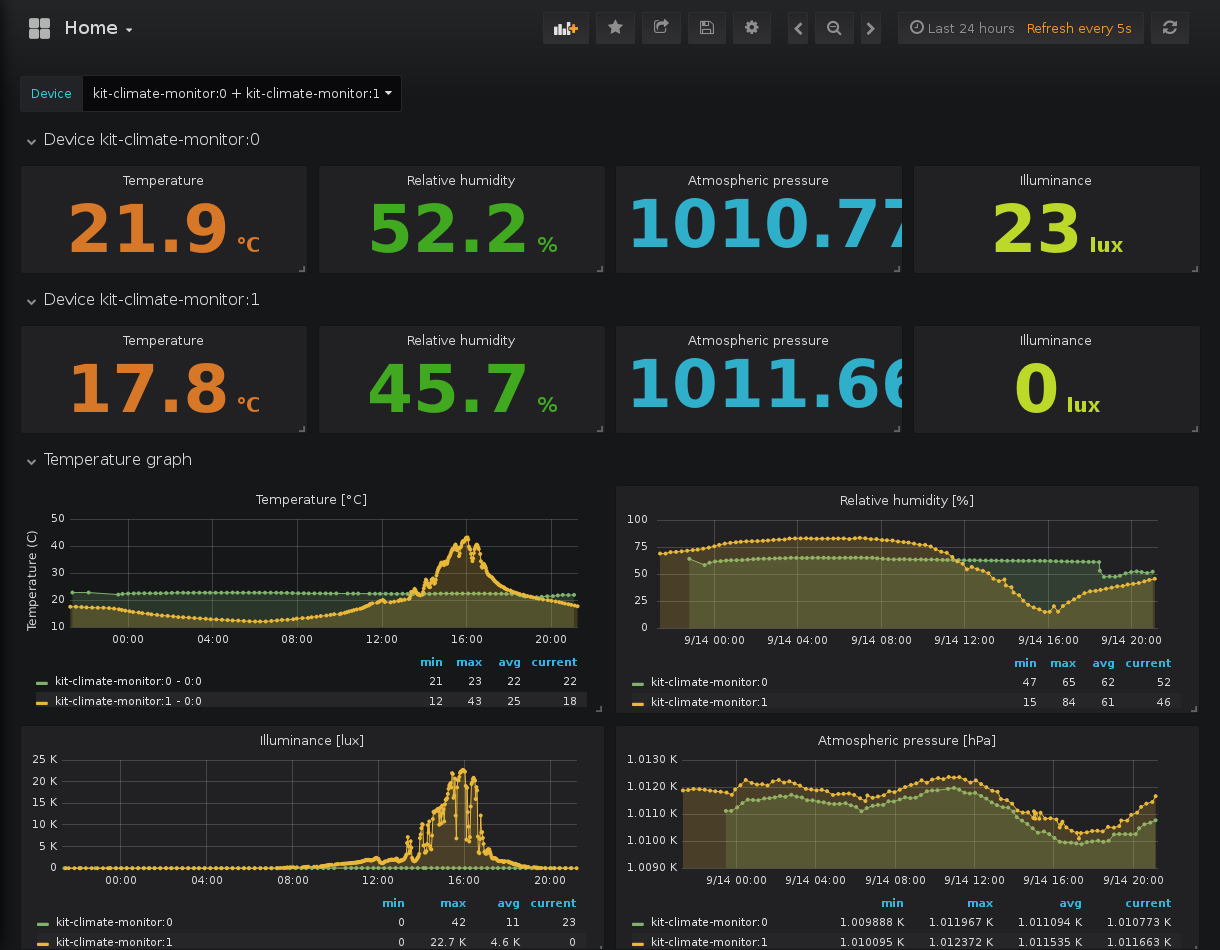 Home
Last 24 hours Refresh every 5s
Device kit-climate-monitor:0 + kit-climate-monitor:1
Device kit-climate-monitor:0
Temperature Relative humidity Atmospheric pressure Illuminance
21.9 °C 52.2 % 1010.77 23 lux
Device kit-climate-monitor:1
Temperature Relative humidity Atmospheric pressure Illuminance
17.8 °C 45.7 % 1011.66 0 lux
Temperature graph
Temperature [°C]
Temperature (C)
50
40
30
20
10
00:00 04:00 08:00 12:00 16:00 20:00
min max avg current
kit-climate-monitor:0 - 0:0 21 23 22 22
kit-climate-monitor:1 - 0:0 12 43 25 18
Relative humidity [%]
100
75
50
25
0
9/14 00:00 9/14 04:00 9/14 08:00 9/14 12:00 9/14 16:00 9/14 20:00
min max avg current
kit-climate-monitor:0 47 65 62 52
kit-climate-monitor:1 15 84 61 46
Illuminance [lux]
25 K
20 K
15 K
10 K
5 K
0
00:00 04:00 08:00 12:00 16:00 20:00
min max avg current
kit-climate-monitor:0 0 42 11 23
kit-climate-monitor:1 0 22.7 K 4.6 K 0
Atmospheric pressure [hPa]
1.0130 K
1.0120 K
1.0110 K
1.0100 K
1.0090 K
9/14 00:00 9/14 04:00 9/14 08:00 9/14 12:00 9/14 16:00 9/14 20:00
min max avg current
kit-climate-monitor:0 1.009888 K 1.011967 K 1.011094 K 1.010773 K
kit-climate-monitor:1 1.010095 K 1.012372 K 1.011535 K 1.011663 K